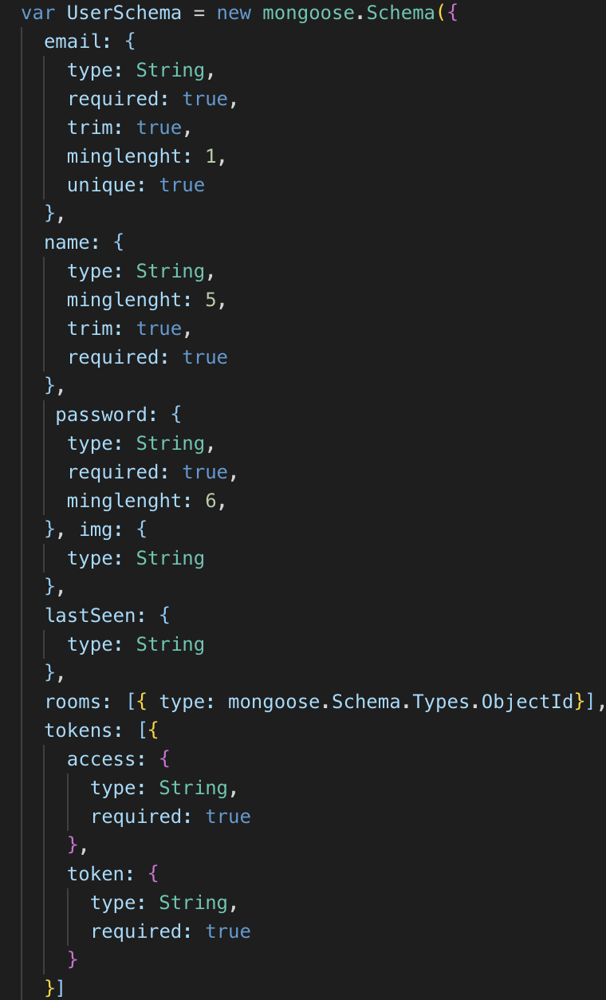 var UserSchema = new mongoose.Schema({
  email: {
    type: String,
    required: true,
    trim: true,
    minglenght: 1,
    unique: true
  },
  name: {
    type: String,
    minglenght: 5,
    trim: true,
    required: true
  },
   password: {
    type: String,
    required: true,
    minglenght: 6,
  }, img: {
    type: String
  },
  lastSeen: {
    type: String
  },
  rooms: [{ type: mongoose.Schema.Types.ObjectId}],
  tokens: [{
    access: {
      type: String,
      required: true
    },
    token: {
      type: String,
      required: true
    }
  }]